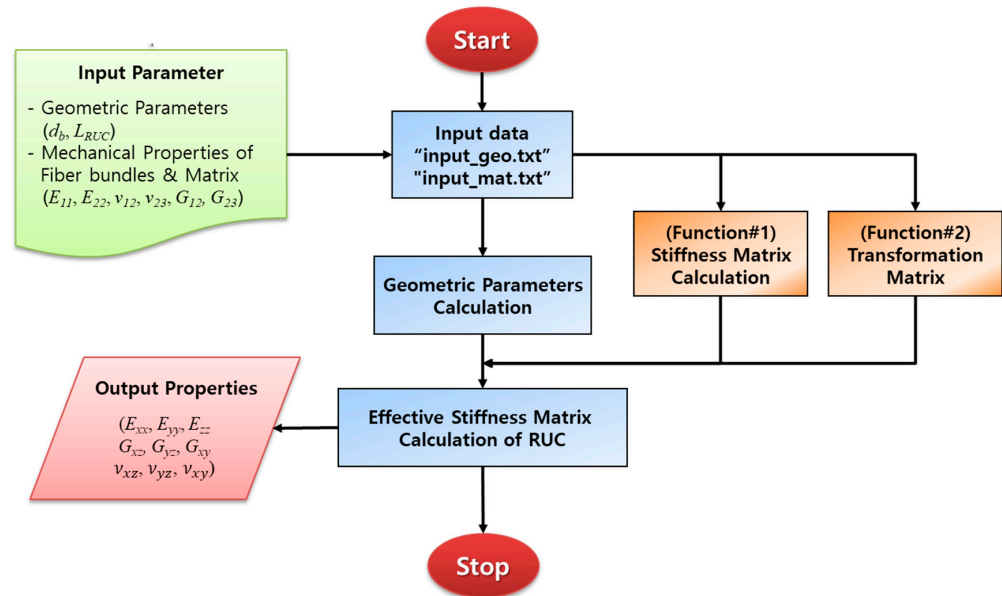 Start
Input Parameter
- Geometric Parameters
(d_b, L_RUC)
- Mechanical Properties of
Fiber bundles & Matrix
(E_11, E_22, ν_12, ν_23, G_12, G_23)
Input data
“input_geo.txt”
"input_mat.txt”
(Function#1)
Stiffness Matrix
Calculation
(Function#2)
Transformation
Matrix
Geometric Parameters
Calculation
Output Properties
(E_xx, E_yy, E_zz
G_xz, G_yz, G_xy
ν_xz, ν_yz, ν_xy)
Effective Stiffness Matrix
Calculation of RUC
Stop